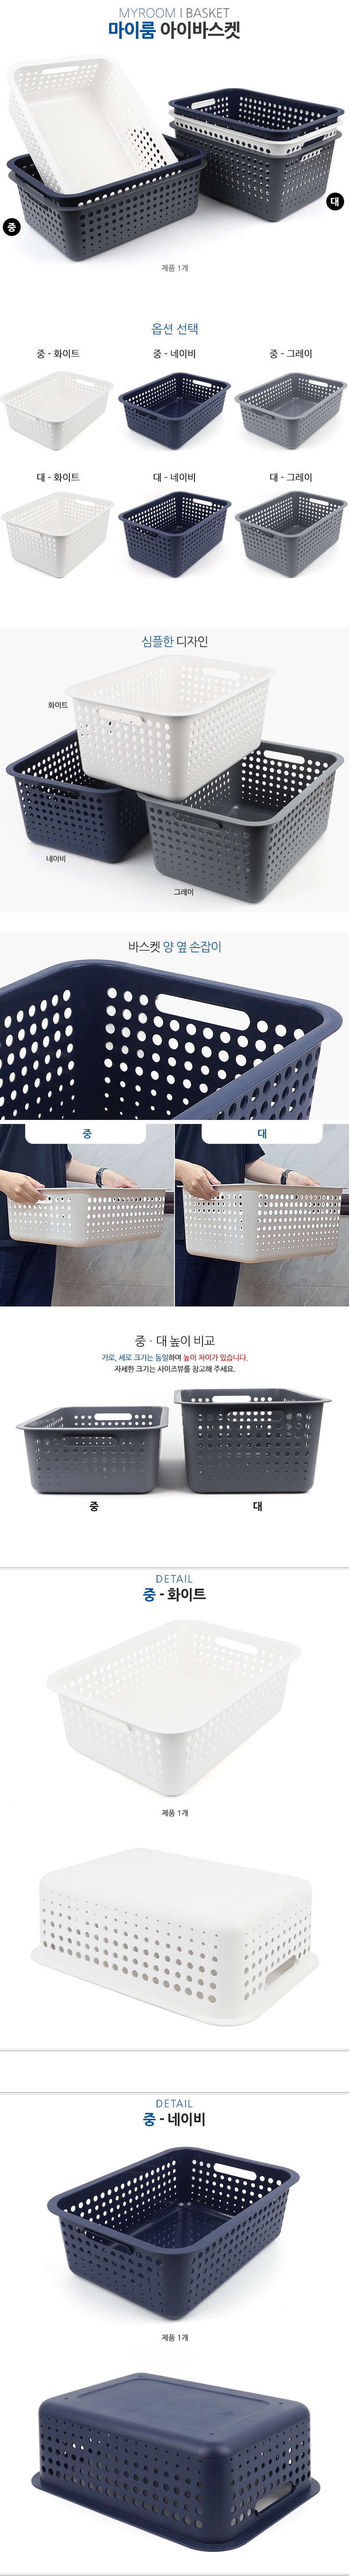 MYROOM I BASKET
마이룸 아이바스켓
중
대
제품 1개
옵션 선택
중 - 화이트
중 - 네이비
중 - 그레이
대 - 화이트
대 - 네이비
대 - 그레이
심플한 디자인
화이트
네이비
그레이
바스켓 양 옆 손잡이
중
대
중 · 대 높이 비교
가로, 세로 크기는 동일하며 높이 차이가 있습니다.
자세한 크기는 사이즈뷰를 참고해 주세요.
중
대
DETAIL
중 - 화이트
제품 1개
DETAIL
중 - 네이비
제품 1개